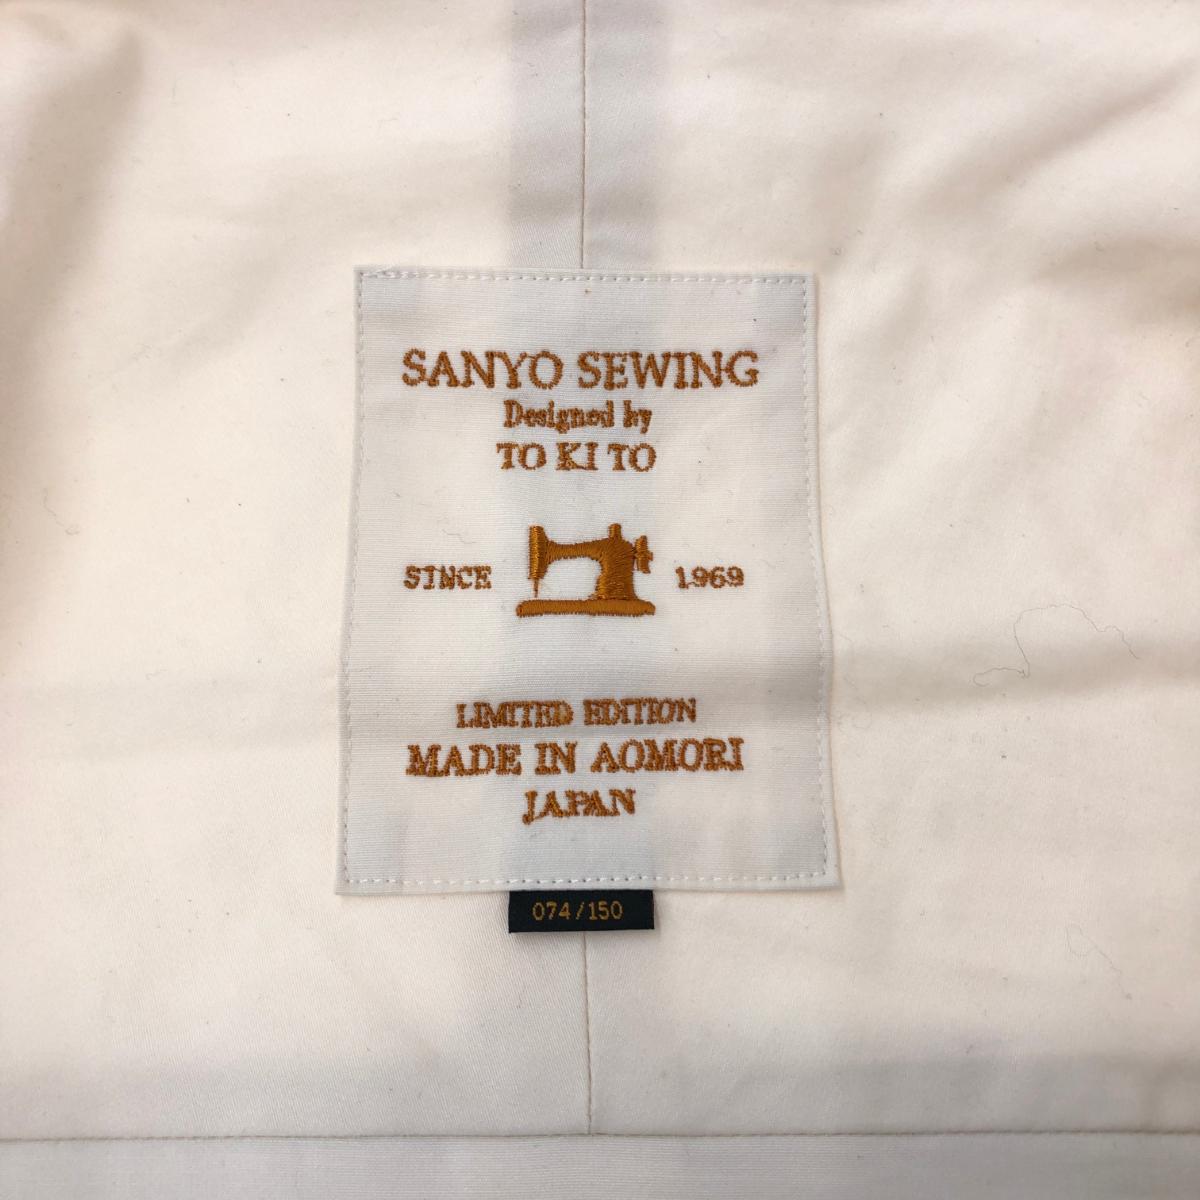 SANYO SEWING
Designed by
TO KI TO
SINCE 1969
LIMITED EDITION
MADE IN AOMORI
JAPAN
074/150